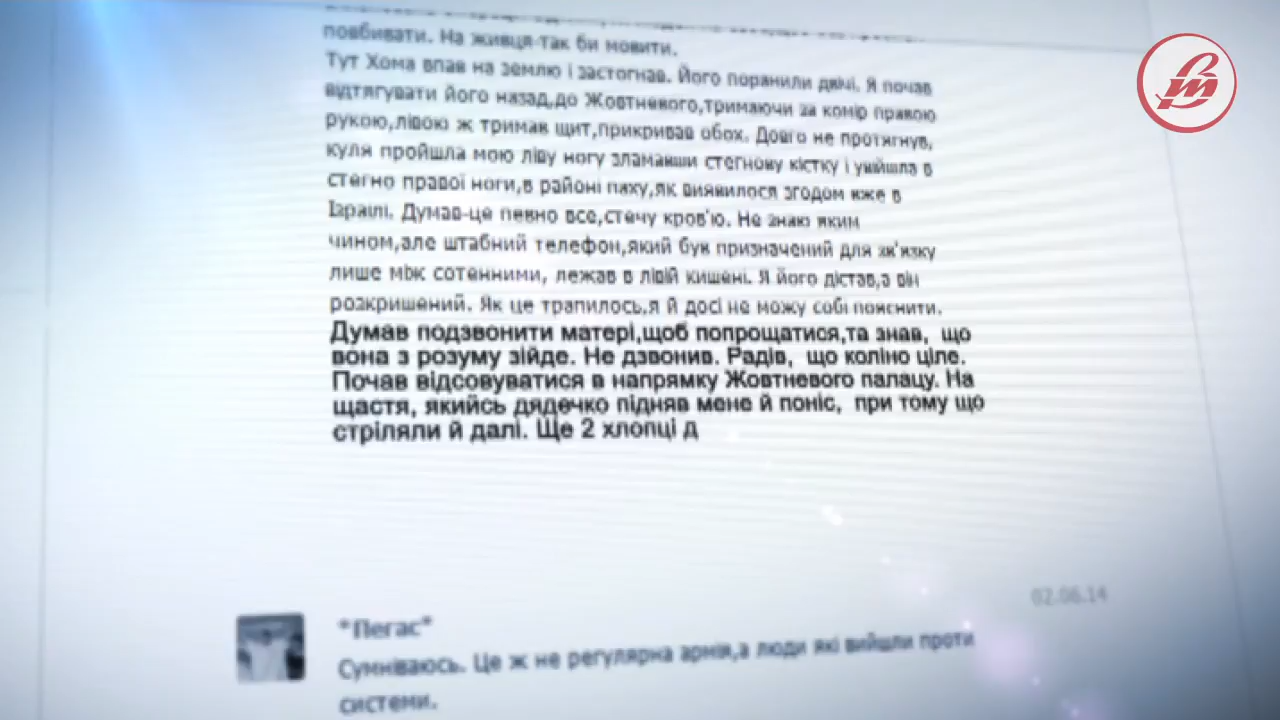 повбивати. На живця-так би мовити.
Тут Хома впав на землю і застогнав. Його поранили двічі. Я почав
відтягувати його назад,до Жовтневого,тримаючи за комір правою
рукою,лівою ж тримав щит,прикривав обох. Довго не протягнув,
куля пройшла мою ліву ногу зламавши стегнову кістку і увійшла в
стегно правої ноги,в районі паху,як виявилося згодом вже в
Ізраїлі. Думав-це певно все,стечу кров'ю. Не знаю яким
чином,але штабний телефон,який був призначений для зв'язку
лише між сотенними, лежав в лівій кишені. Я його дістав,а він
розкришений. Як це трапилось,я й досі не можу собі пояснити.
Думав подзвонити матері,щоб попрощатися,та знав, що
вона з розуму зійде. Не дзвонив. Радів, що коліно ціле.
Почав відсовуватися в напрямку Жовтневого палацу. На
щастя, якийсь дядечко підняв мене й поніс, при тому що
стріляли й далі. Ще 2 хлопці д
02.06.14
*Пегас*
Сумніваюсь. Це ж не регулярна армія,а люди які вийшли проти
системи.